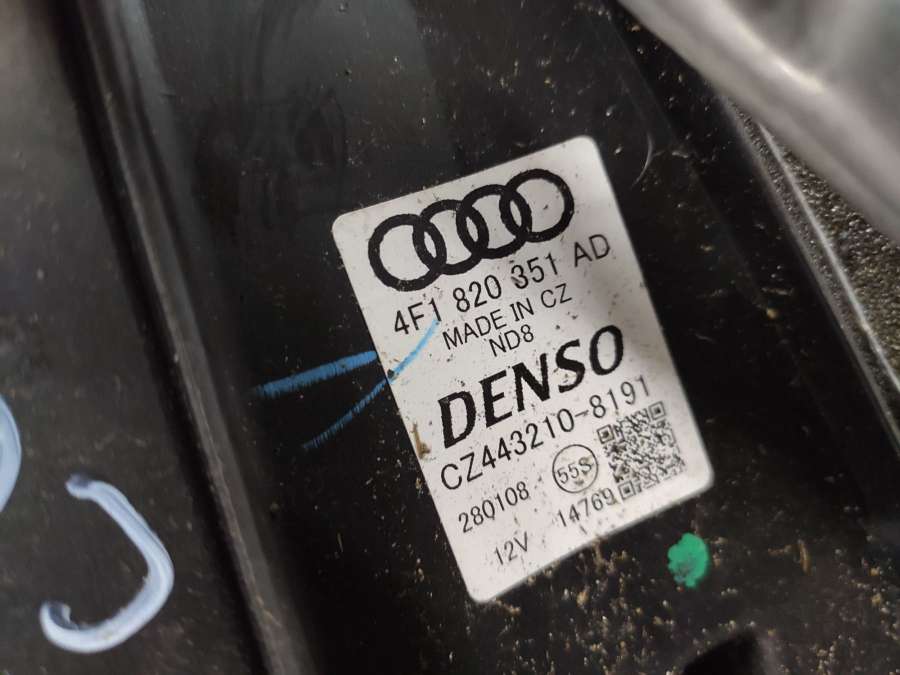 4F1 820 351 AD
MADE IN CZ
ND8
DENSO
CZ443210-8191
280108 55S 14769
12V